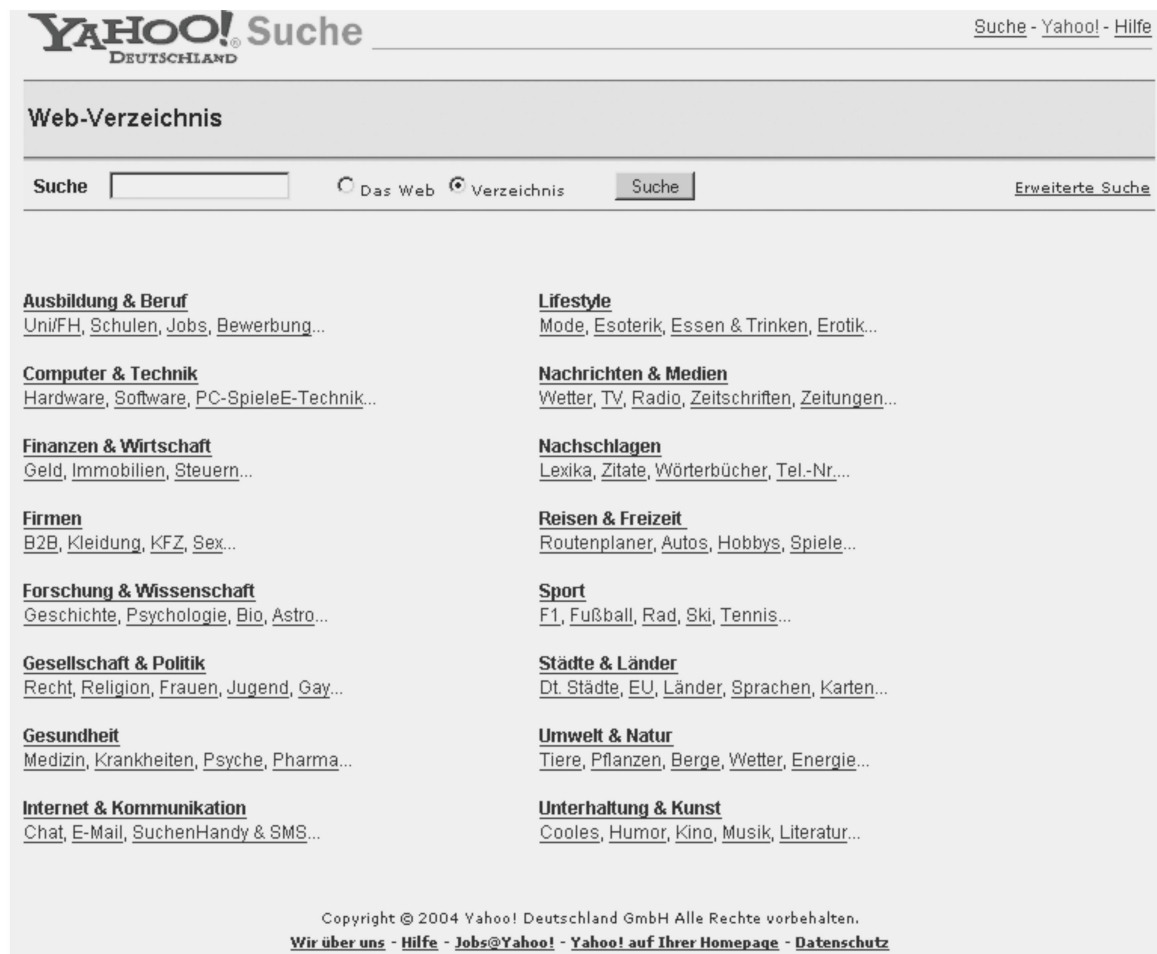 YAHOO!® Suche
DEUTSCHLAND
Suche - Yahoo! - Hilfe
Web-Verzeichnis
Suche Das Web Verzeichnis Suche Erweiterte Suche
Ausbildung & Beruf
Uni/FH, Schulen, Jobs, Bewerbung...
Computer & Technik
Hardware, Software, PC-SpieleE-Technik...
Finanzen & Wirtschaft
Geld, Immobilien, Steuern...
Firmen
B2B, Kleidung, KFZ, Sex...
Forschung & Wissenschaft
Geschichte, Psychologie, Bio, Astro...
Gesellschaft & Politik
Recht, Religion, Frauen, Jugend, Gay...
Gesundheit
Medizin, Krankheiten, Psyche, Pharma...
Internet & Kommunikation
Chat, E-Mail, SuchenHandy & SMS...
Lifestyle
Mode, Esoterik, Essen & Trinken, Erotik...
Nachrichten & Medien
Wetter, TV, Radio, Zeitschriften, Zeitungen...
Nachschlagen
Lexika, Zitate, Wörterbücher, Tel.-Nr....
Reisen & Freizeit
Routenplaner, Autos, Hobbys, Spiele...
Sport
F1, Fußball, Rad, Ski, Tennis...
Städte & Länder
Dt. Städte, EU, Länder, Sprachen, Karten...
Umwelt & Natur
Tiere, Pflanzen, Berge, Wetter, Energie...
Unterhaltung & Kunst
Cooles, Humor, Kino, Musik, Literatur...
Copyright © 2004 Yahoo! Deutschland GmbH Alle Rechte vorbehalten.
Wir über uns - Hilfe - Jobs@Yahoo! - Yahoo! auf Ihrer Homepage - Datenschutz